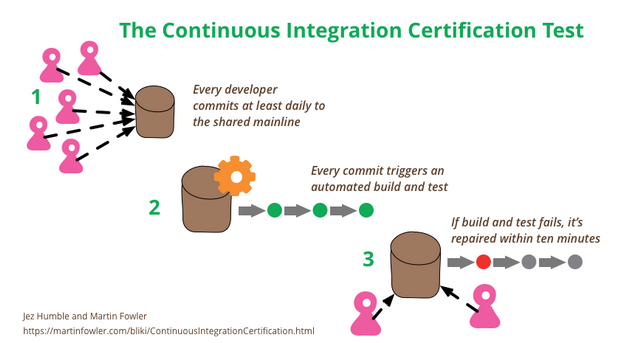 The Continuous Integration Certification Test
1
Every developer
commits at least daily to
the shared mainline
2
Every commit triggers an
automated build and test
3
If build and test fails, it's
repaired within ten minutes
Jez Humble and Martin Fowler
https://martinfowler.com/bliki/ContinuousIntegrationCertification.html